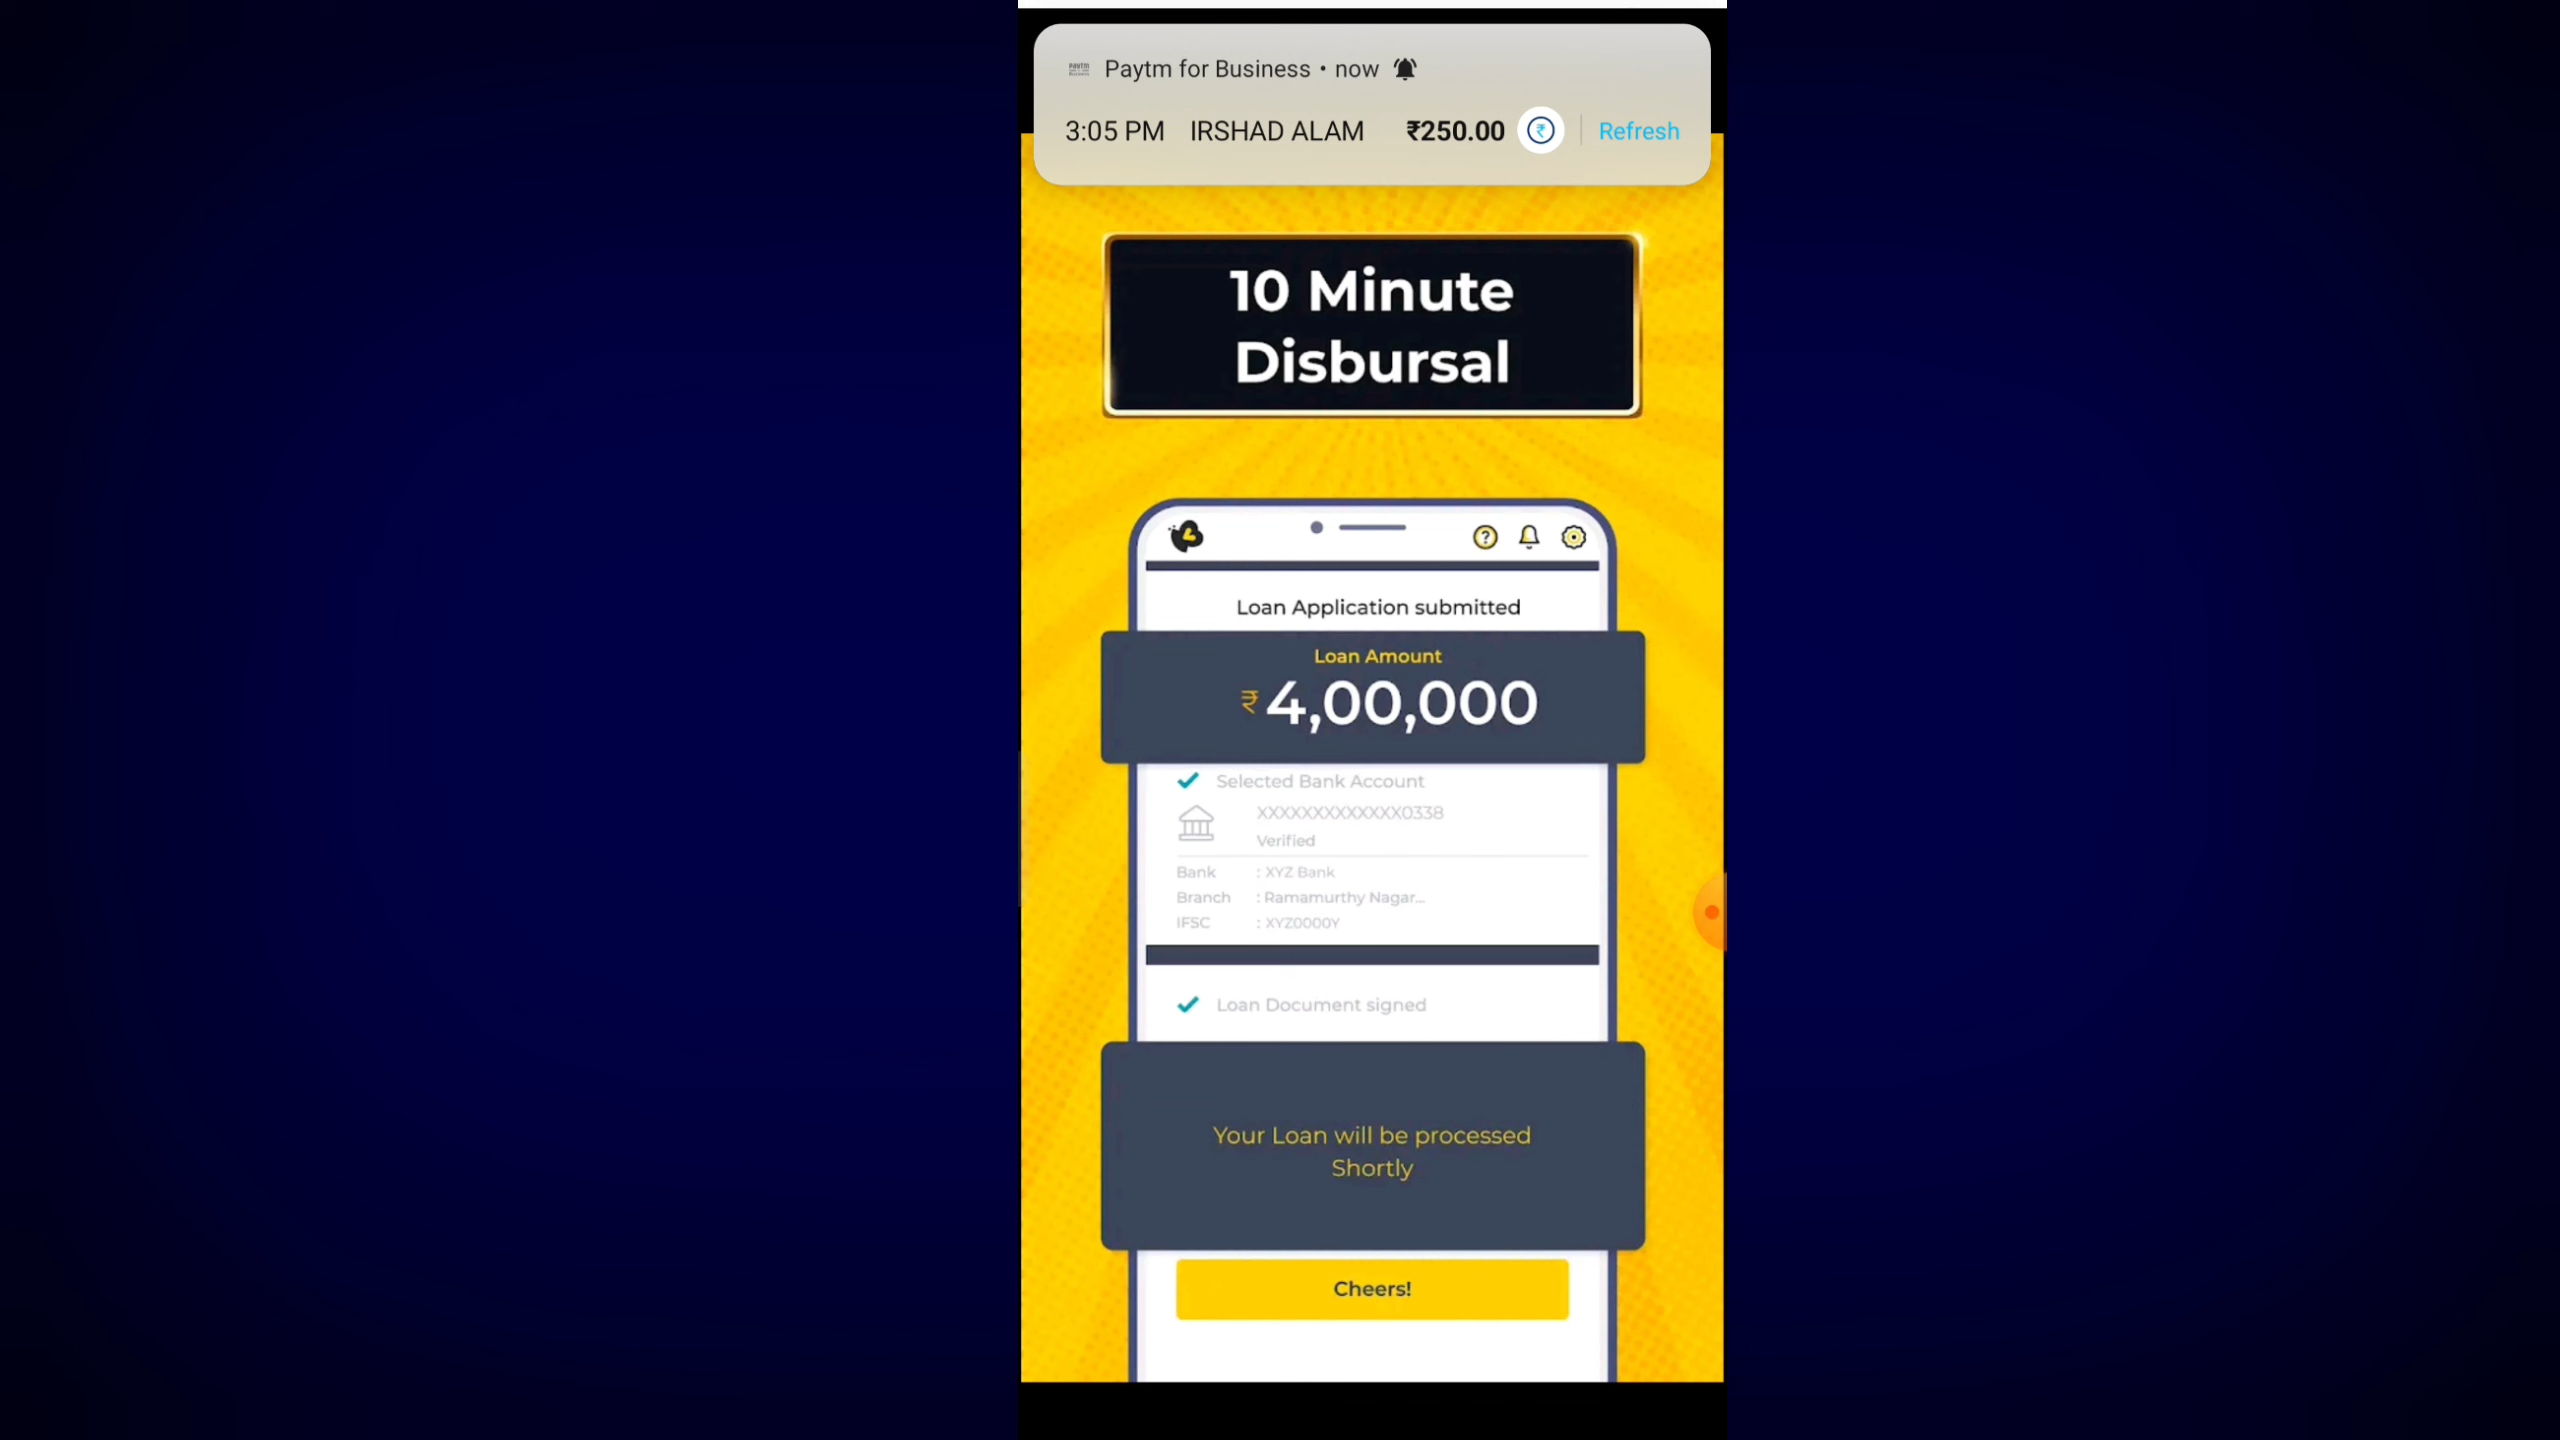 Paytm for Business • now
3:05 PM IRSHAD ALAM ₹250.00 ₹ Refresh
10 Minute
Disbursal
?
Loan Application submitted
Loan Amount
₹4,00,000
Selected Bank Account
XXXXXXXXXXXXX0338
Verified
Bank : XYZ Bank
Branch : Ramamurthy Nagar...
IFSC : XYZ0000Y
Loan Document signed
Your Loan will be processed
Shortly
Cheers!